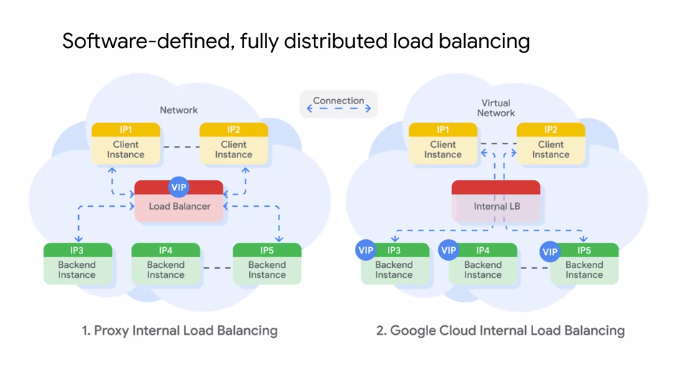 Software-defined, fully distributed load balancing
Network
Connection
Virtual
Network
IP1
Client
Instance
IP2
Client
Instance
VIP
Load Balancer
IP3
Backend
Instance
IP4
Backend
Instance
IP5
Backend
Instance
1. Proxy Internal Load Balancing
IP1
Client
Instance
IP2
Client
Instance
Internal LB
VIP
IP3
Backend
Instance
VIP
IP4
Backend
Instance
VIP
IP5
Backend
Instance
2. Google Cloud Internal Load Balancing